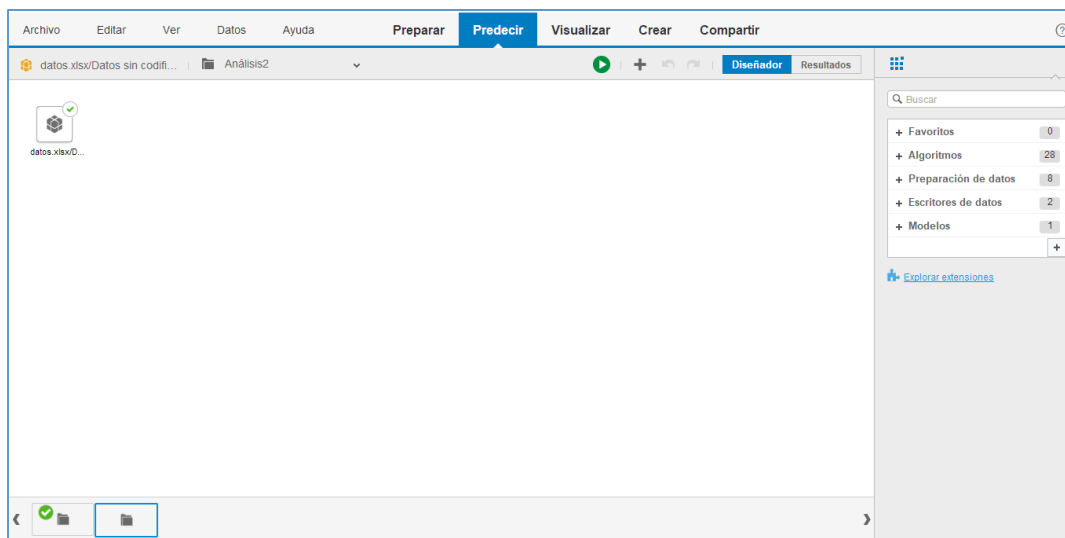 Archivo Editar Ver Datos Ayuda Preparar Predecir Visualizar Crear Compartir ?
datos.xlsx/Datos sin codifi... Análisis2 Diseñador Resultados
datos.xlsx/D...
Buscar
+ Favoritos 0
+ Algoritmos 28
+ Preparación de datos 8
+ Escritores de datos 2
+ Modelos 1
+
Explorar extensiones